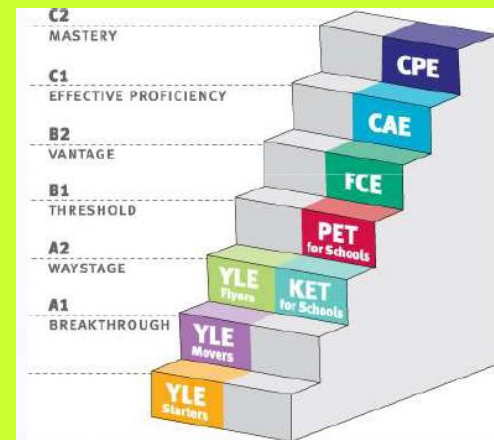 C2
MASTERY
CPE
C1
EFFECTIVE PROFICIENCY
CAE
B2
VANTAGE
FCE
B1
THRESHOLD
PET
for Schools
A2
WAYSTAGE
YLE
Flyers
KET
for Schools
A1
BREAKTHROUGH
YLE
Movers
YLE
Starters